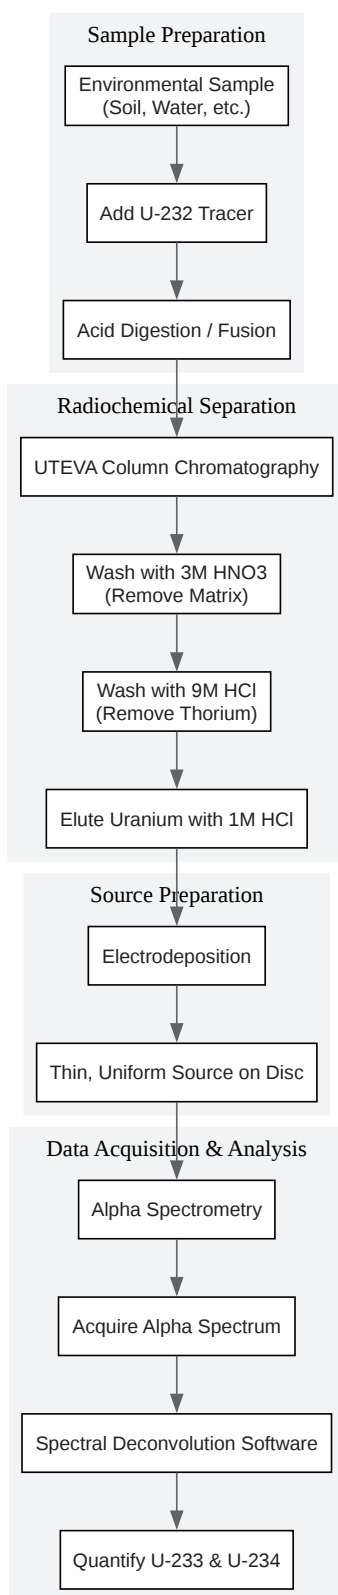 Sample Preparation
Environmental Sample
(Soil, Water, etc.)
Add U-232 Tracer
Acid Digestion / Fusion
Radiochemical Separation
UTEVA Column Chromatography
Wash with 3M HNO3
(Remove Matrix)
Wash with 9M HCl
(Remove Thorium)
Elute Uranium with 1M HCl
Source Preparation
Electrodeposition
Thin, Uniform Source on Disc
Data Acquisition & Analysis
Alpha Spectrometry
Acquire Alpha Spectrum
Spectral Deconvolution Software
Quantify U-233 & U-234